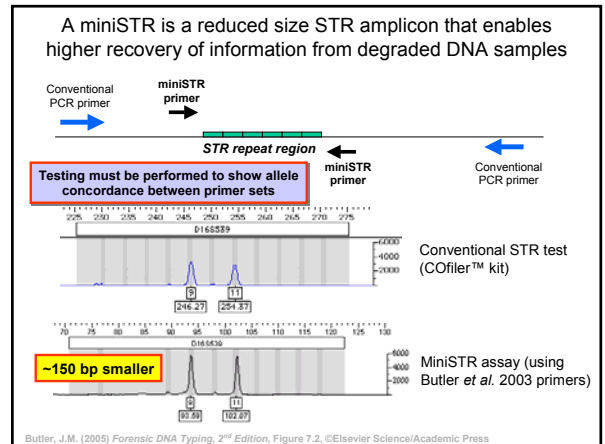 A miniSTR is a reduced size STR amplicon that enables
higher recovery of information from degraded DNA samples
Conventional
PCR primer
miniSTR
primer
STR repeat region
miniSTR
primer
Conventional
PCR primer
Testing must be performed to show allele
concordance between primer sets
225 230 235 240 245 250 255 260 265 270 275
D16S539
6000
4000
2000
9 11
246.27 254.37
Conventional STR test
(COfiler™ kit)
70 80 85 90 95 100 105 110 115 120 125 130
D16S539
~150 bp smaller
6000
4000
2000
9 11
93.59 102.07
MiniSTR assay (using
Butler et al. 2003 primers)
Butler, J.M. (2005) Forensic DNA Typing, 2nd Edition, Figure 7.2, ©Elsevier Science/Academic Press